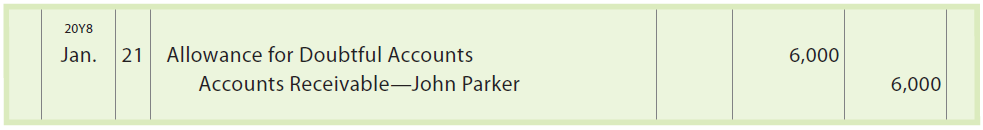 20Y8
Jan. 21 Allowance for Doubtful Accounts 6,000
Accounts Receivable—John Parker 6,000